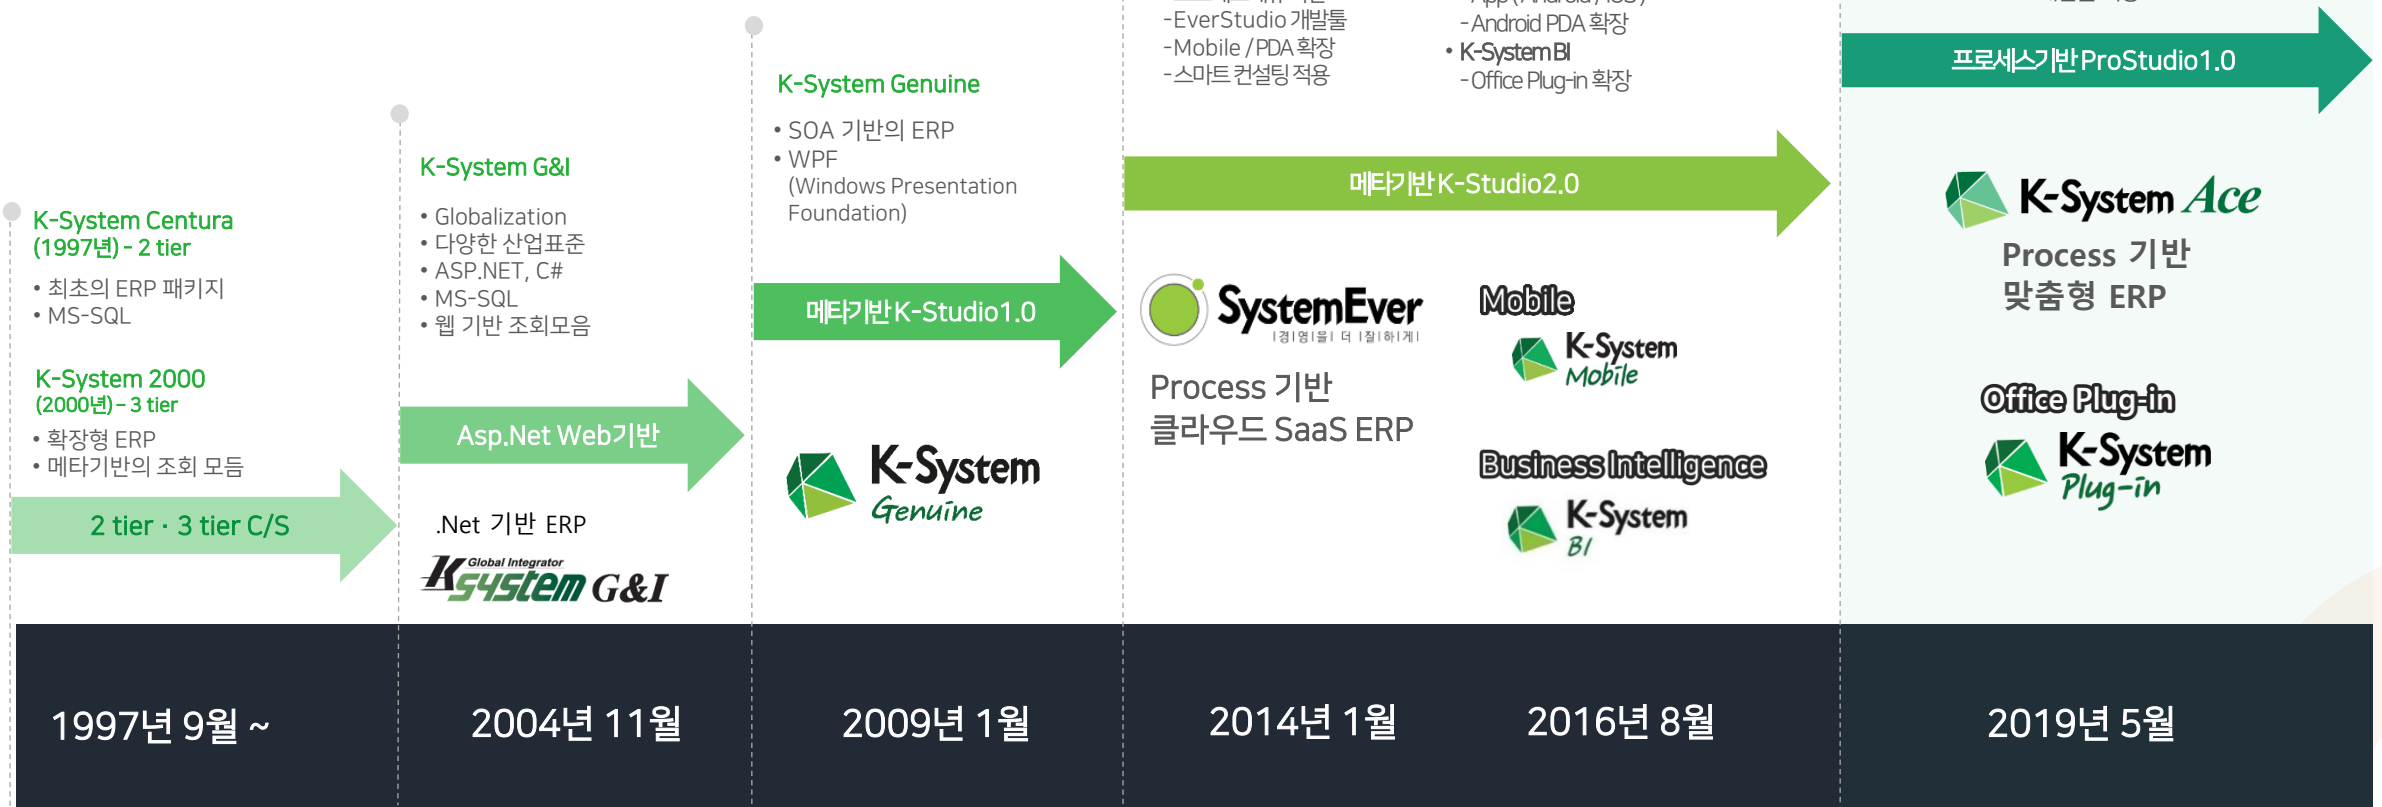 K-System Centura
(1997년) - 2 tier
• 최초의 ERP 패키지
• MS-SQL
K-System 2000
(2000년) – 3 tier
• 확장형 ERP
• 메타기반의 조회 모듬
2 tier · 3 tier C/S
1997년 9월 ~
K-System G&I
• Globalization
• 다양한 산업표준
• ASP.NET, C#
• MS-SQL
• 웹 기반 조회모음
Asp.Net Web기반
.Net 기반 ERP
Global Integrator
Ksystem G&I
2004년 11월
K-System Genuine
• SOA 기반의 ERP
• WPF
(Windows Presentation
Foundation)
메타기반 K-Studio1.0
K-System
Genuine
2009년 1월
-EverStudio 개발툴
-Mobile / PDA 확장
-스마트 컨설팅 적용
-Android PDA 확장
• K-System BI
-Office Plug-in 확장
메타기반 K-Studio2.0
SystemEver
|경|영|을| 더 |잘|하|게|
Process 기반
클라우드 SaaS ERP
2014년 1월
Mobile
K-System
Mobile
Business Intelligence
K-System
BI
2016년 8월
프로세스기반 ProStudio1.0
K-System Ace
Process 기반
맞춤형 ERP
Office Plug-in
K-System
Plug-in
2019년 5월